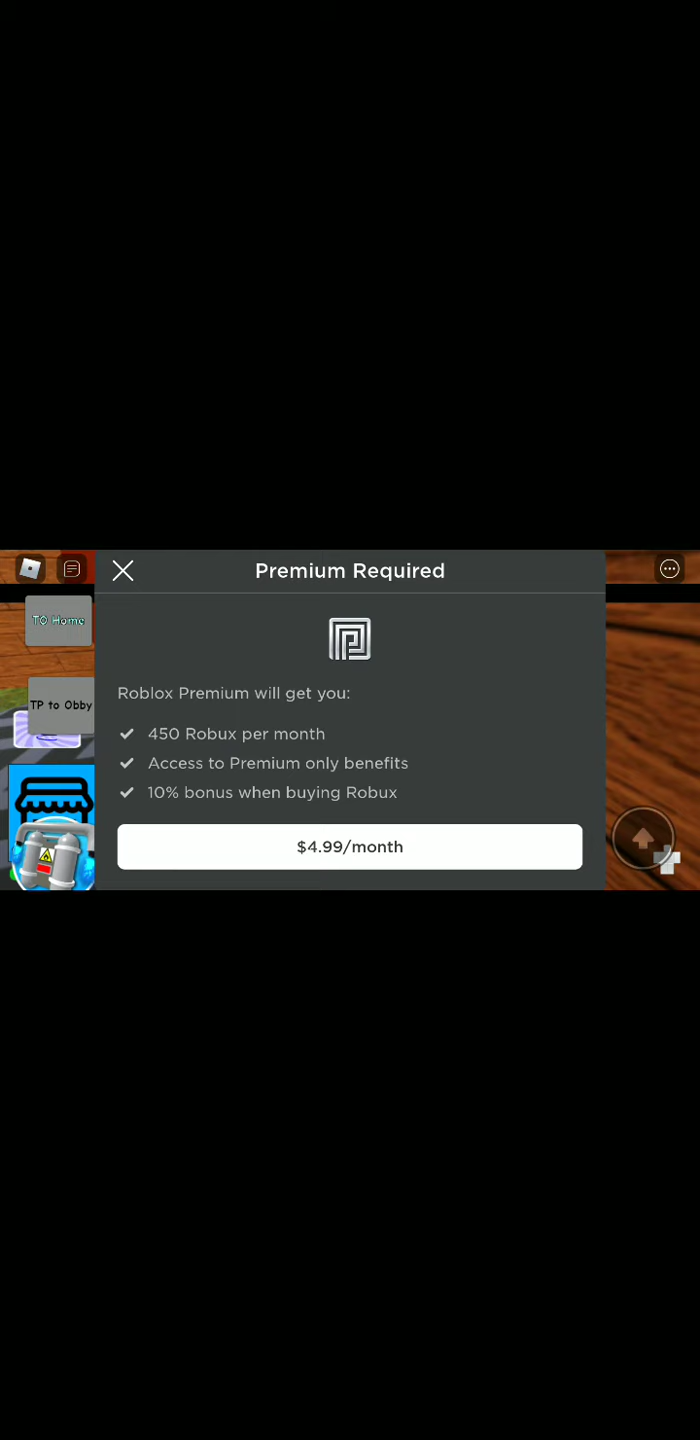 Premium Required
TO Home
TP to Obby
Roblox Premium will get you:
450 Robux per month
Access to Premium only benefits
10% bonus when buying Robux
$4.99/month